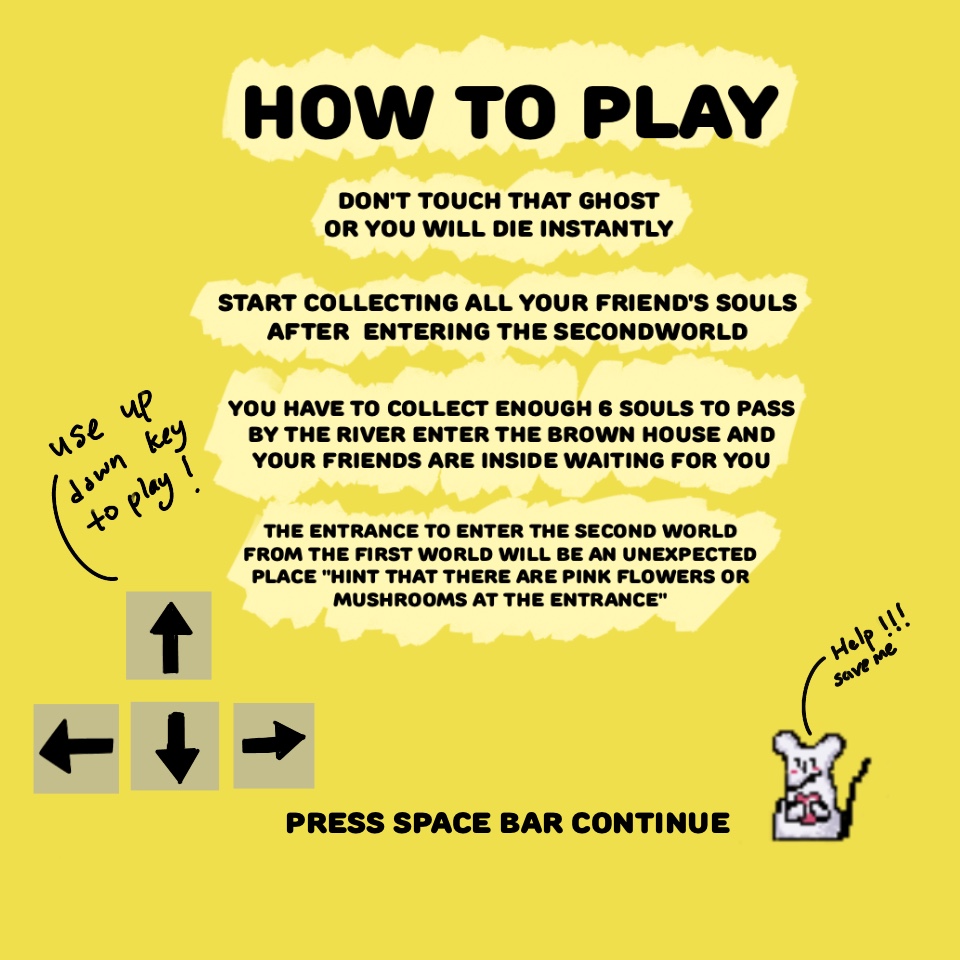 HOW TO PLAY
DON'T TOUCH THAT GHOST
OR YOU WILL DIE INSTANTLY
START COLLECTING ALL YOUR FRIEND'S SOULS
AFTER ENTERING THE SECONDWORLD
YOU HAVE TO COLLECT ENOUGH 6 SOULS TO PASS
BY THE RIVER ENTER THE BROWN HOUSE AND
YOUR FRIENDS ARE INSIDE WAITING FOR YOU
use up
down key
to play !
THE ENTRANCE TO ENTER THE SECOND WORLD
FROM THE FIRST WORLD WILL BE AN UNEXPECTED
PLACE "HINT THAT THERE ARE PINK FLOWERS OR
MUSHROOMS AT THE ENTRANCE"
Help !!!
save me
PRESS SPACE BAR CONTINUE